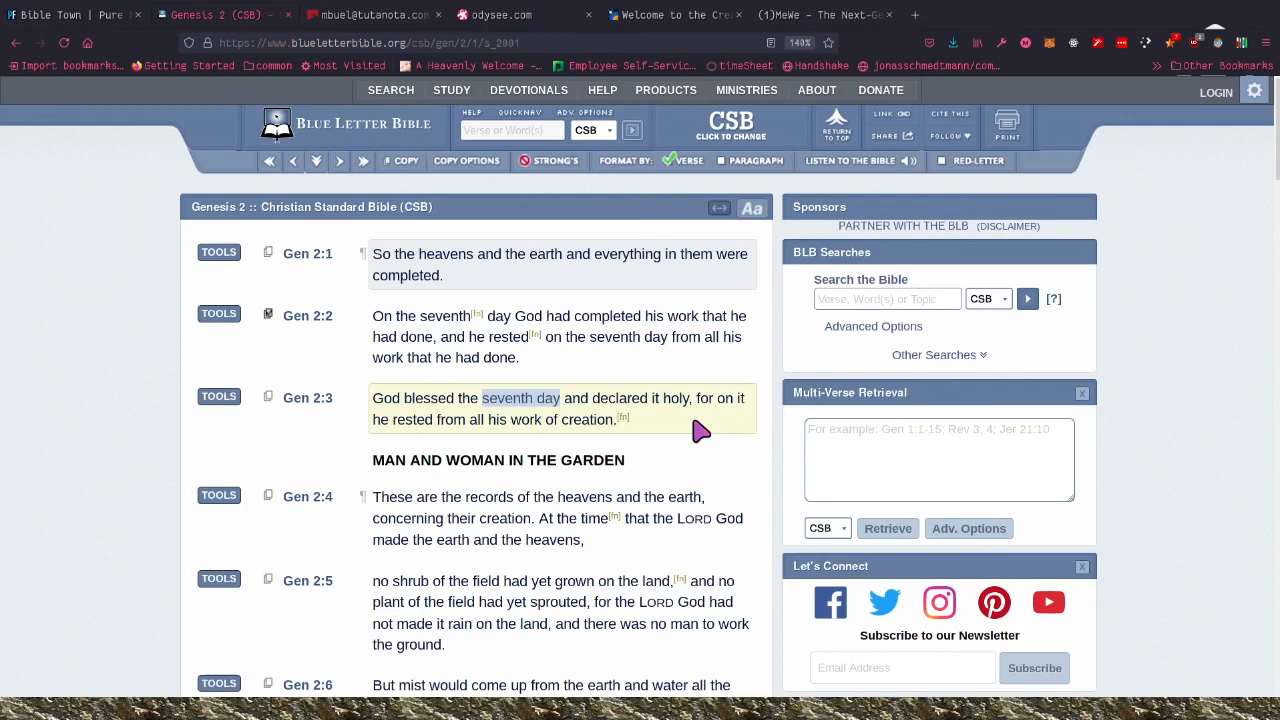 Bible Town | Pure
Genesis 2 (CSB) -
mbuel@tutanota.com
odysee.com
Welcome to the Cre
(1)MeWe – The Next-Ge
https://www.blueletterbible.org/csb/gen/2/1/s_2001
140%
Import bookmarks...
Getting Started
common
Most Visited
A Heavenly Welcome –...
Employee Self-Servic...
timeSheet
Handshake
jonasschmedtmann/com...
Other Bookmarks
SEARCH STUDY DEVOTIONALS HELP PRODUCTS MINISTRIES ABOUT DONATE
LOGIN
BLUE LETTER BIBLE
HELP QUICKNAV ADV. OPTIONS
Verse or Word(s)
CSB
CSB
CLICK TO CHANGE
RETURN
TO TOP
LINK
CITE THIS
SHARE
FOLLOW
PRINT
COPY
COPY OPTIONS
STRONG'S
FORMAT BY:
VERSE
PARAGRAPH
LISTEN TO THE BIBLE
RED-LETTER
Genesis 2 :: Christian Standard Bible (CSB)
Aa
TOOLS
Gen 2:1
¶ So the heavens and the earth and everything in them were
completed.
TOOLS
Gen 2:2
On the seventh[fn] day God had completed his work that he
had done, and he rested[fn] on the seventh day from all his
work that he had done.
TOOLS
Gen 2:3
God blessed the seventh day and declared it holy, for on it
he rested from all his work of creation.[fn]
MAN AND WOMAN IN THE GARDEN
TOOLS
Gen 2:4
¶ These are the records of the heavens and the earth,
concerning their creation. At the time[fn] that the LORD God
made the earth and the heavens,
TOOLS
Gen 2:5
no shrub of the field had yet grown on the land,[fn] and no
plant of the field had yet sprouted, for the LORD God had
not made it rain on the land, and there was no man to work
the ground.
TOOLS
Gen 2:6
But mist would come up from the earth and water all the
Sponsors
PARTNER WITH THE BLB (DISCLAIMER)
BLB Searches
Search the Bible
Verse, Word(s) or Topic
CSB
[?]
Advanced Options
Other Searches
Multi-Verse Retrieval
X
For example: Gen 1:1-15; Rev 3; 4; Jer 21:10
CSB
Retrieve
Adv. Options
Let's Connect
X
Subscribe to our Newsletter
Email Address
Subscribe